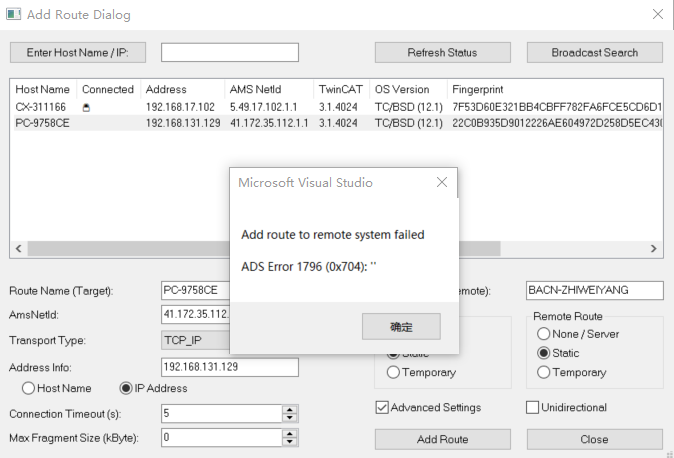 Add Route Dialog
Enter Host Name / IP:
Refresh Status
Broadcast Search
Host Name Connected Address AMS NetId TwinCAT OS Version Fingerprint
CX-311166 192.168.17.102 5.49.17.102.1.1 3.1.4024 TC/BSD (12.1) 7F53D60E321BB4CBFF782FA6FCE5CD6D1
PC-9758CE 192.168.131.129 41.172.35.112.1.1 3.1.4024 TC/BSD (12.1) 22C0B935D9012226AE604972D258D5EC430
Microsoft Visual Studio
Add route to remote system failed
ADS Error 1796 (0x704): ''
确定
Route Name (Target): PC-9758CE
emote): BACN-ZHIWEIYANG
AmsNetId: 41.172.35.112.
Transport Type: TCP_IP
Address Info: 192.168.131.129
Host Name IP Address
Connection Timeout (s): 5
Max Fragment Size (kByte): 0
Static
Temporary
Remote Route
None / Server
Static
Temporary
Advanced Settings
Unidirectional
Add Route
Close